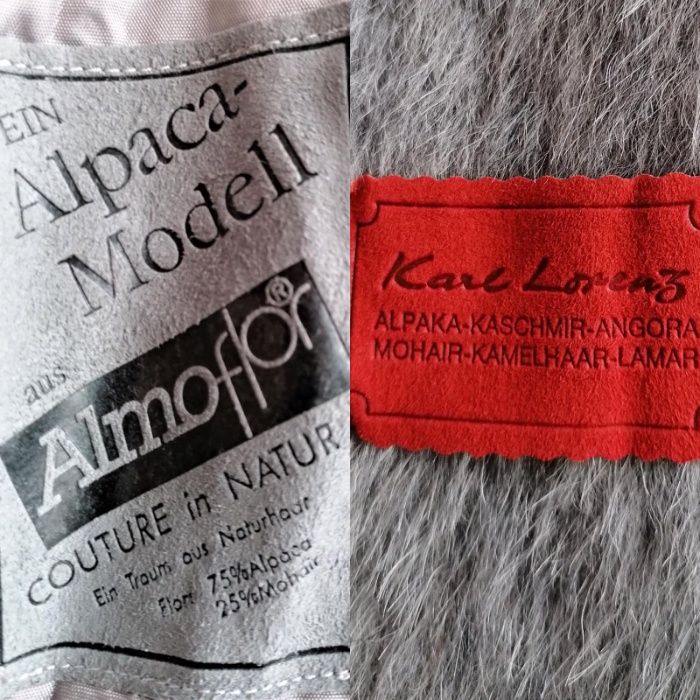 EIN
Alpaca-
Modell
aus
Almoflor®
COUTURE in NATUR
Ein Traum aus Naturhaar
Flor: 75% Alpaca
25% Mohair
Karl Lorenz
ALPAKA-KASCHMIR-ANGORA
MOHAIR-KAMELHAAR-LAMAR